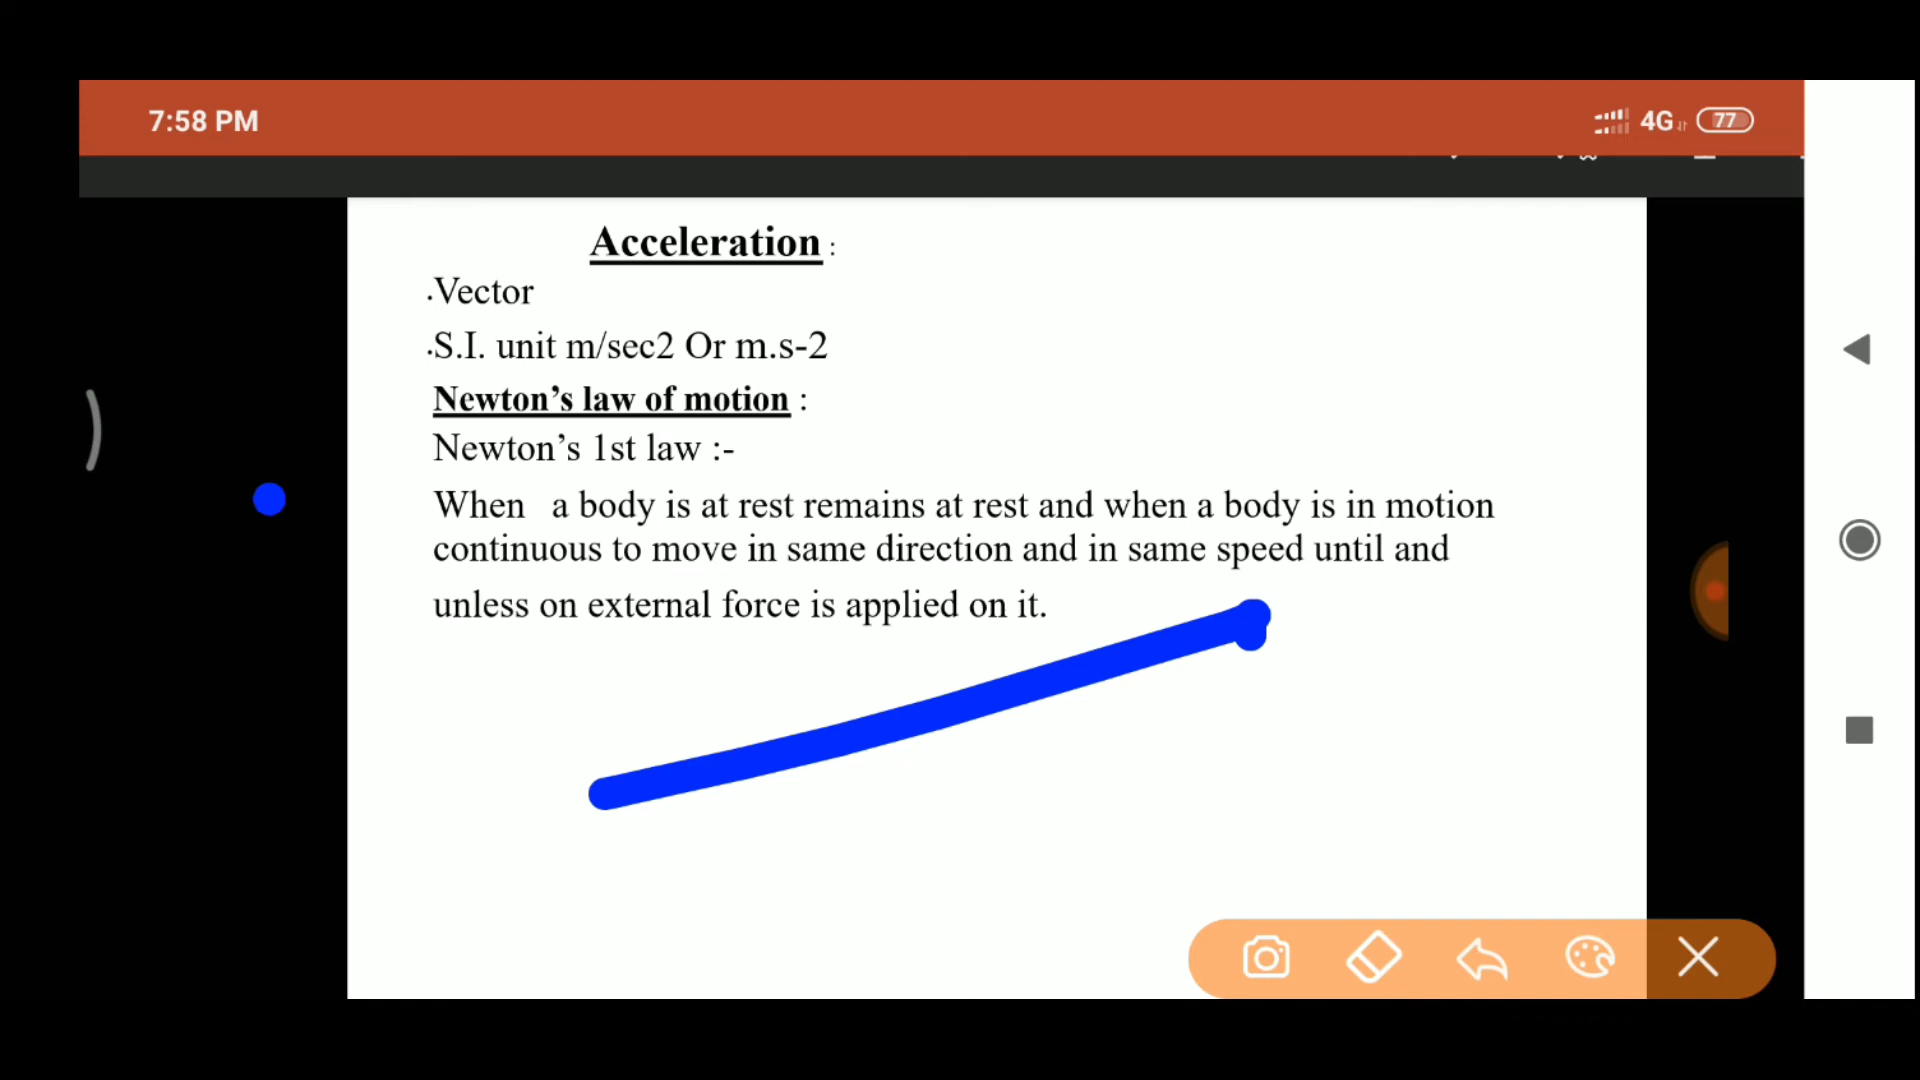 7:58 PM
4G 77
Acceleration :
.Vector
.S.I. unit m/sec2 Or m.s-2
Newton’s law of motion :
Newton’s 1st law :-
When a body is at rest remains at rest and when a body is in motion
continuous to move in same direction and in same speed until and
unless on external force is applied on it.